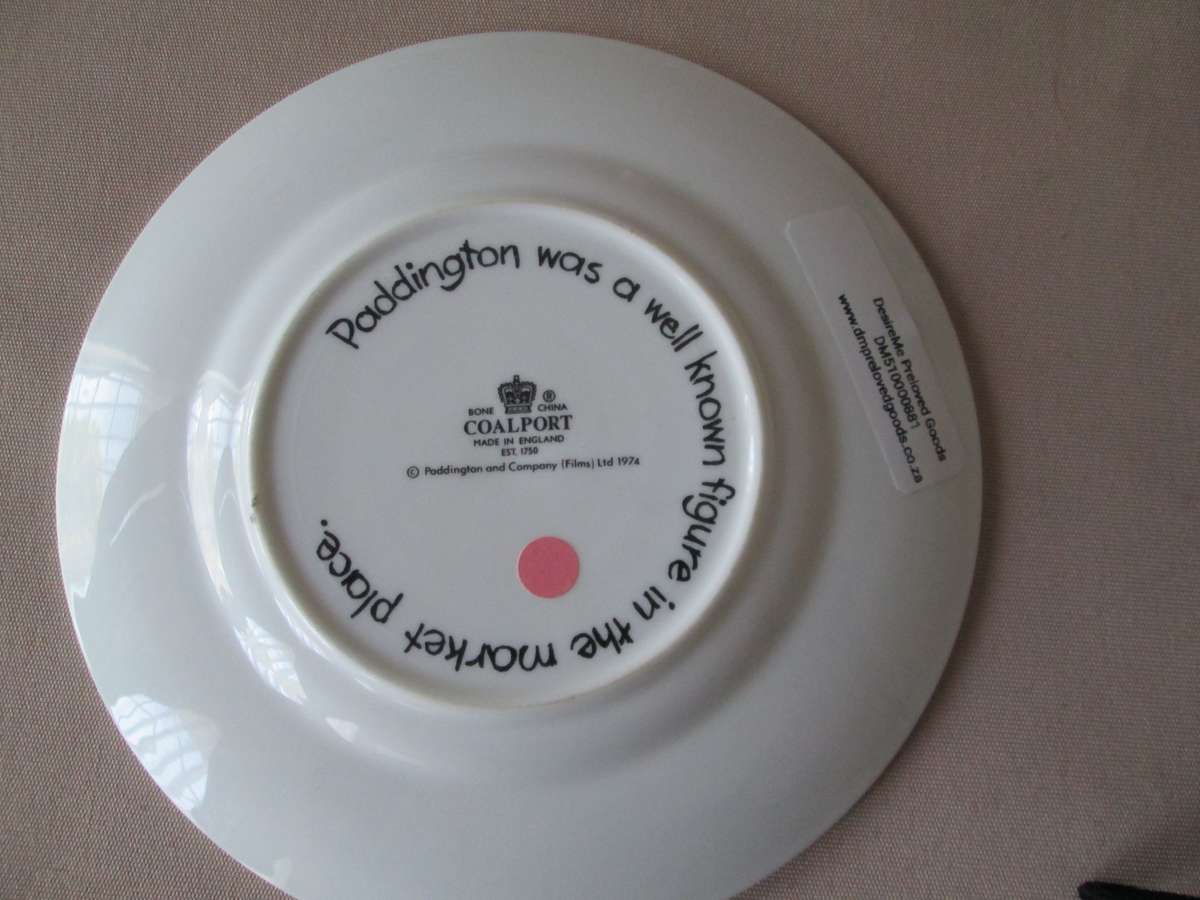 Paddington was a well known figure in the market place.
BONE CHINA ®
COALPORT
MADE IN ENGLAND
EST. 1750
© Paddington and Company (Films) Ltd 1974
DesireMe Preloved Goods
DM510000881
www.dmprelovedgoods.co.za